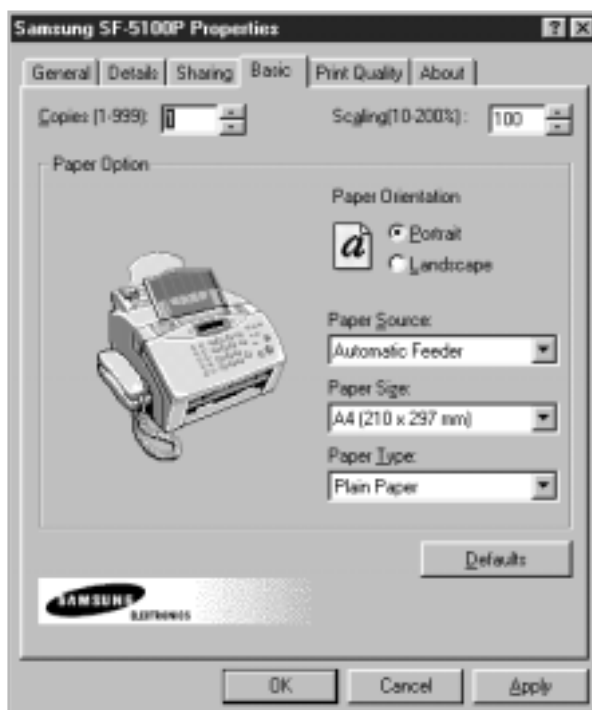 Samsung SF-5100P Properties
General Details Sharing Basic Print Quality About
Copies (1-999): 1 Scaling(10-200%) : 100
Paper Option
Paper Orientation
a
Portrait
Landscape
Paper Source:
Automatic Feeder
Paper Size:
A4 (210 x 297 mm)
Paper Type:
Plain Paper
Defaults
SAMSUNG
ELECTRONICS
OK Cancel Apply